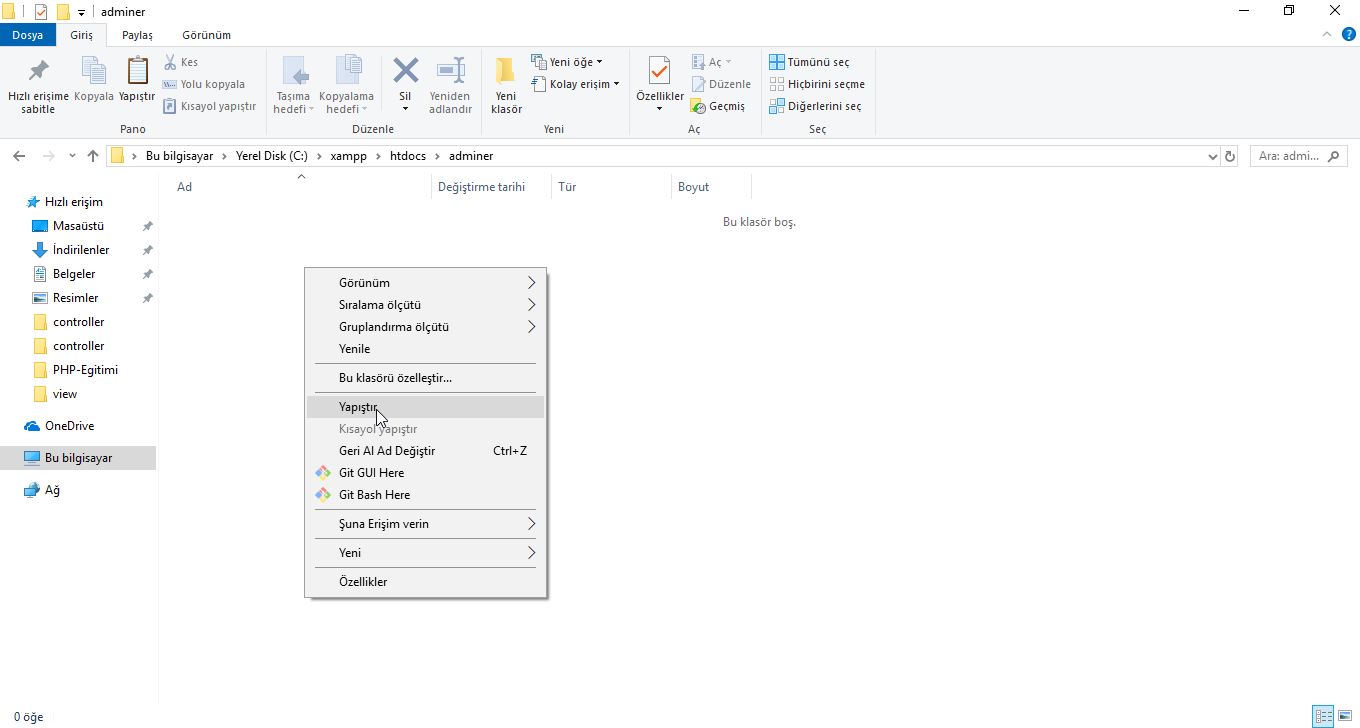 adminer
Dosya Giriş Paylaş Görünüm
Hızlı erişime sabitle
Kopyala
Yapıştır
Kes
Yolu kopyala
Kısayol yapıştır
Pano
Taşıma hedefi
Kopyalama hedefi
Sil
Yeniden adlandır
Düzenle
Yeni klasör
Yeni öğe
Kolay erişim
Yeni
Özellikler
Aç
Düzenle
Geçmiş
Aç
Tümünü seç
Hiçbirini seçme
Diğerlerini seç
Seç
Bu bilgisayar Yerel Disk (C:) xampp htdocs adminer
Ara: admi...
Ad Değiştirme tarihi Tür Boyut
Bu klasör boş.
Hızlı erişim
Masaüstü
İndirilenler
Belgeler
Resimler
controller
controller
PHP-Egitimi
view
OneDrive
Bu bilgisayar
Ağ
Görünüm
Sıralama ölçütü
Gruplandırma ölçütü
Yenile
Bu klasörü özelleştir...
Yapıştır
Kısayol yapıştır
Geri Al Ad Değiştir Ctrl+Z
Git GUI Here
Git Bash Here
Şuna Erişim verin
Yeni
Özellikler
0 öğe